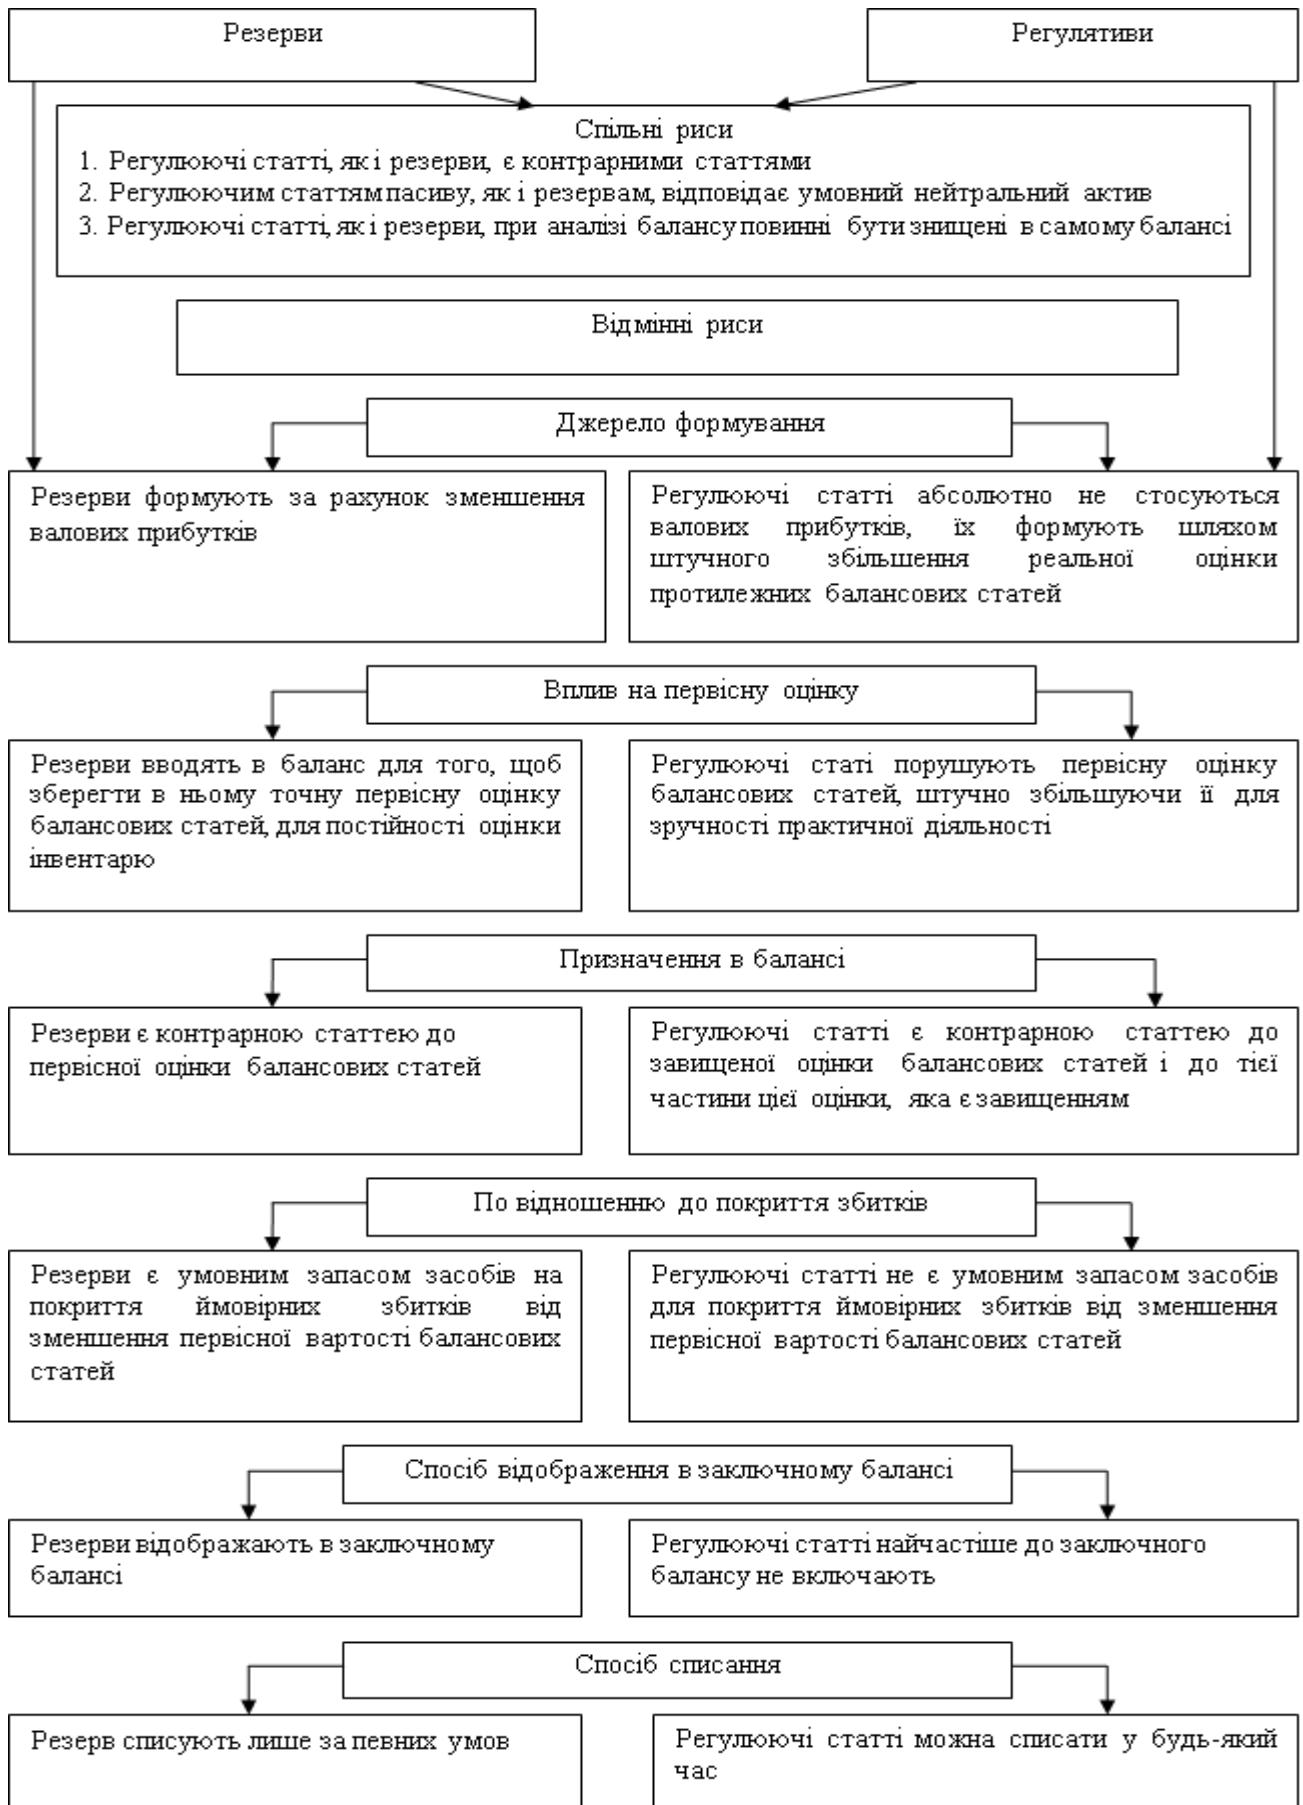 Резерви
Регулятиви
Спільні риси
1. Регулюючі статті, як і резерви, є контрарними статтями
2. Регулюючим статтям пасиву, як і резервам, відповідає умовний нейтральний актив
3. Регулюючі статті, як і резерви, при аналізі балансу повинні бути знищені в самому балансі
Відмінні риси
Джерело формування
Резерви формують за рахунок зменшення
валових прибутків
Регулюючі статті абсолютно не стосуються
валових прибутків, їх формують шляхом
штучного збільшення реальної оцінки
протилежних балансових статей
Вплив на первісну оцінку
Резерви вводять в баланс для того, щоб
зберегти в ньому точну первісну оцінку
балансових статей, для постійності оцінки
інвентарю
Регулюючі статі порушують первісну оцінку
балансових статей, штучно збільшуючи її для
зручності практичної діяльності
Призначення в балансі
Резерви є контрарною статтею до
первісної оцінки балансових статей
Регулюючі статті є контрарною статтею до
завищеної оцінки балансових статей і до тієї
частини цієї оцінки, яка є завищенням
По відношенню до покриття збитків
Резерви є умовним запасом засобів на
покриття ймовірних збитків від
зменшення первісної вартості балансових
статей
Регулюючі статті не є умовним запасом засобів
для покриття ймовірних збитків від зменшення
первісної вартості балансових статей
Спосіб відображення в заключному балансі
Резерви відображають в заключному
балансі
Регулюючі статті найчастіше до заключного
балансу не включають
Спосіб списання
Резерв списують лише за певних умов
Регулюючі статті можна списати у будь-який
час